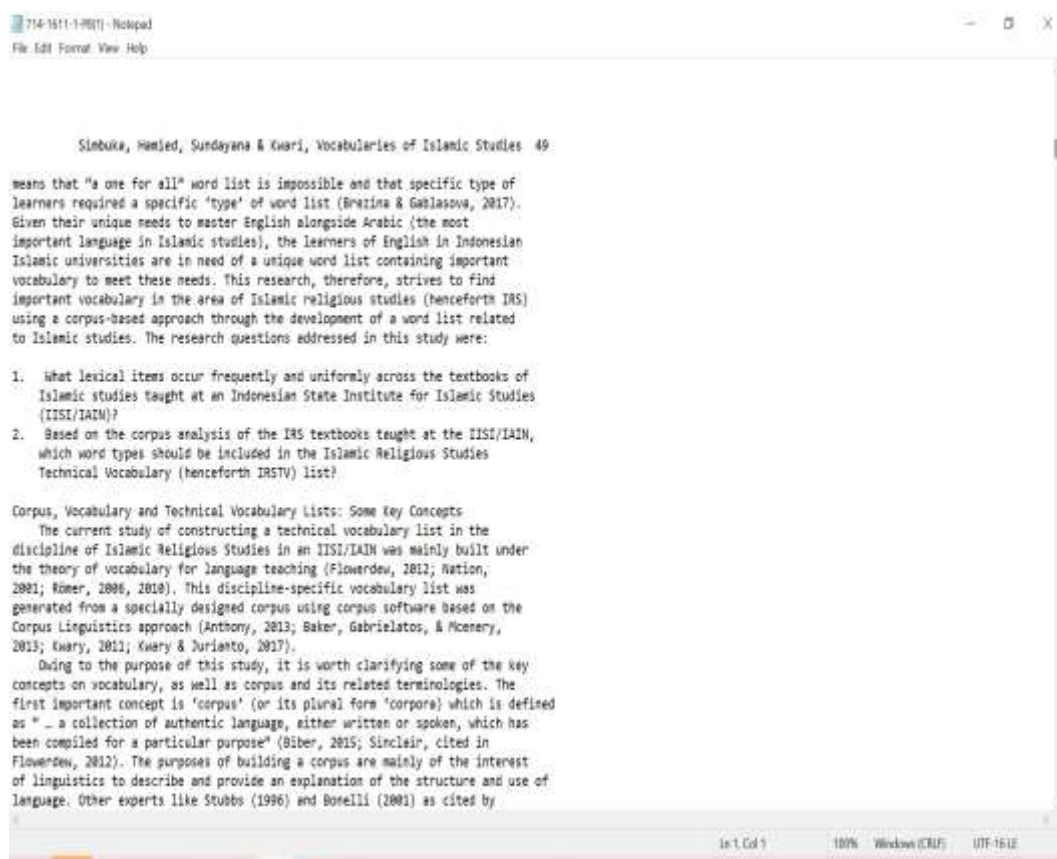 714-1611-1-PB(1) - Notepad
File Edit Format View Help
Simbuka, Hamied, Sundayana & Kwari, Vocabularies of Islamic Studies 49
means that "a one for all" word list is impossible and that specific type of
learners required a specific 'type' of word list (Brezina & Gablasova, 2017).
Given their unique needs to master English alongside Arabic (the most
important language in Islamic studies), the learners of English in Indonesian
Islamic universities are in need of a unique word list containing important
vocabulary to meet these needs. This research, therefore, strives to find
important vocabulary in the area of Islamic religious studies (henceforth IRS)
using a corpus-based approach through the development of a word list related
to Islamic studies. The research questions addressed in this study were:
1. What lexical items occur frequently and uniformly across the textbooks of
Islamic studies taught at an Indonesian State Institute for Islamic Studies
(IISI/IAIN)?
2. Based on the corpus analysis of the IRS textbooks taught at the IISI/IAIN,
which word types should be included in the Islamic Religious Studies
Technical Vocabulary (henceforth IRSTV) list?
Corpus, Vocabulary and Technical Vocabulary Lists: Some Key Concepts
The current study of constructing a technical vocabulary list in the
discipline of Islamic Religious Studies in an IISI/IAIN was mainly built under
the theory of vocabulary for language teaching (Flowerdew, 2012; Nation,
2001; Römer, 2006, 2010). This discipline-specific vocabulary list was
generated from a specially designed corpus using corpus software based on the
Corpus Linguistics approach (Anthony, 2013; Baker, Gabrielatos, & Mcenery,
2013; Kwary, 2011; Kwary & Jurianto, 2017).
Owing to the purpose of this study, it is worth clarifying some of the key
concepts on vocabulary, as well as corpus and its related terminologies. The
first important concept is 'corpus' (or its plural form 'corpora) which is defined
as " … a collection of authentic language, either written or spoken, which has
been compiled for a particular purpose" (Biber, 2015; Sinclair, cited in
Flowerdew, 2012). The purposes of building a corpus are mainly of the interest
of linguistics to describe and provide an explanation of the structure and use of
language. Other experts like Stubbs (1996) and Bonelli (2001) as cited by
Ln 1, Col 1 100% Windows (CRLF) UTF-16 LE